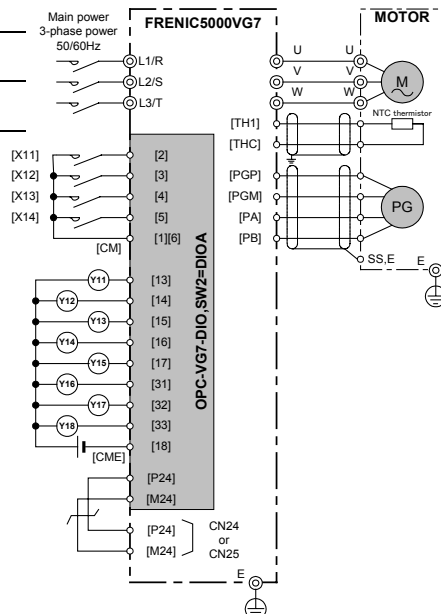 Main power
3-phase power
50/60Hz
FRENIC5000VG7
MOTOR
L1/R
L2/S
L3/T
U
V
W
U
V
W
M
[TH1]
[THC]
NTC thermistor
[X11]
[X12]
[X13]
[X14]
[CM]
[2]
[3]
[4]
[5]
[1][6]
[PGP]
[PGM]
[PA]
[PB]
PG
SS,E
E
OPC-VG7-DIO,SW2=DIOA
Y11
Y12
Y13
Y14
Y15
Y16
Y17
Y18
[CME]
[13]
[14]
[15]
[16]
[17]
[31]
[32]
[33]
[18]
[P24]
[M24]
[P24]
[M24]
CN24
or
CN25
E